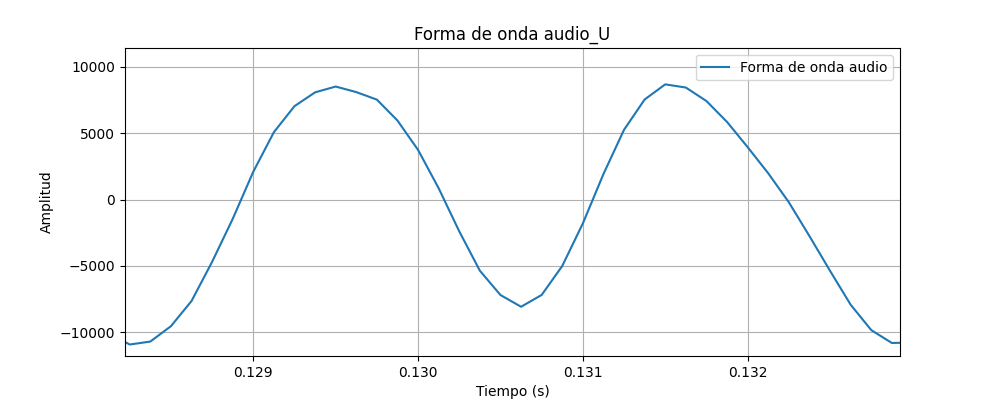 Forma de onda audio_U
Forma de onda audio
10000
5000
0
−5000
−10000
Amplitud
0.129 0.130 0.131 0.132
Tiempo (s)